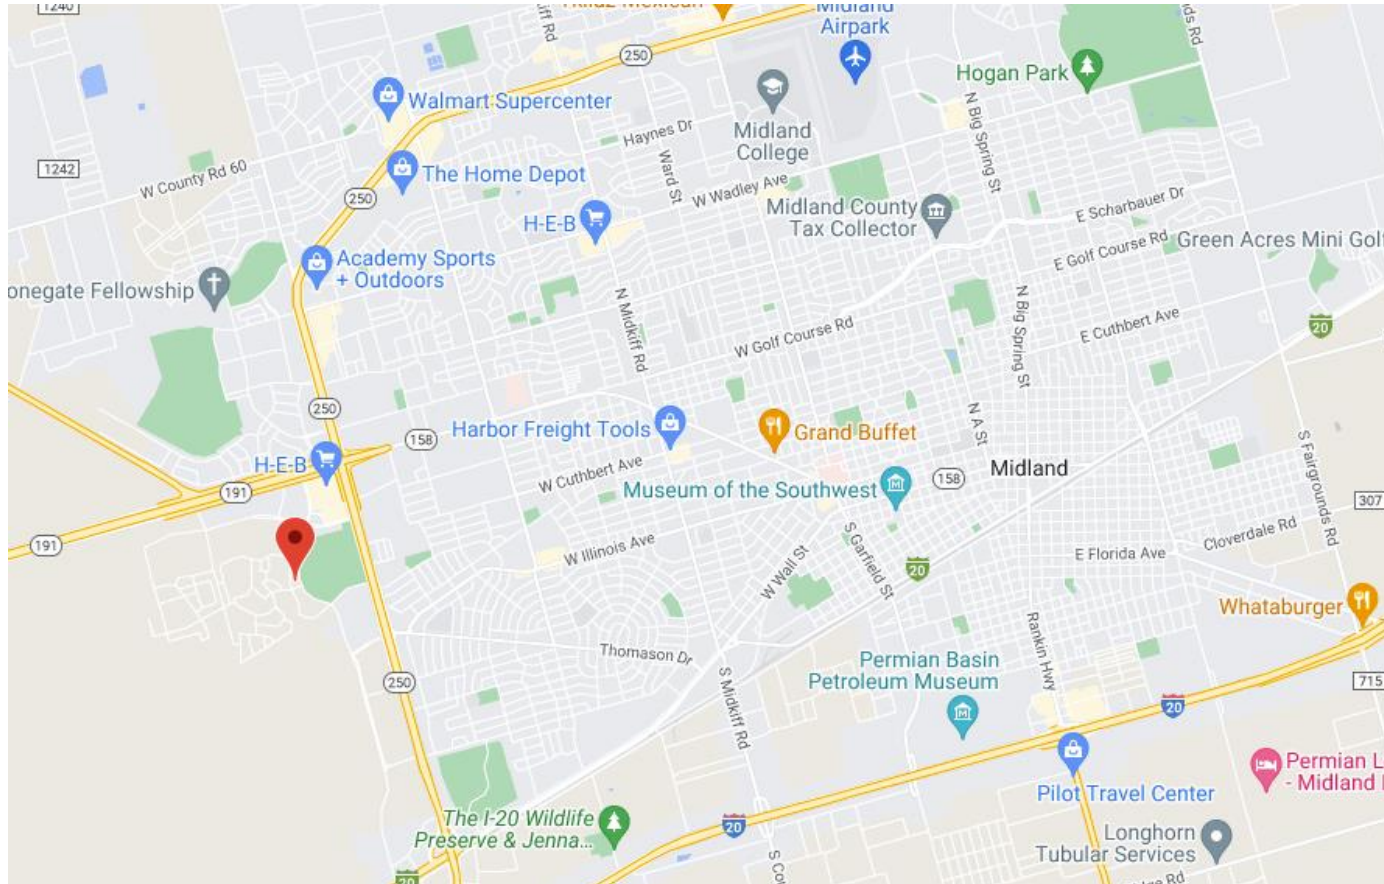 1240
Midland
Airpark
250
Hogan Park
Walmart Supercenter
Haynes Dr
Midland
College
N Big Spring St
1242
W County Rd 60
The Home Depot
Ward St
W Wadley Ave
250
H-E-B
Midland County
Tax Collector
E Scharbauer Dr
E Golf Course Rd
Green Acres Mini Golf
Academy Sports
+ Outdoors
onegate Fellowship
N Midkiff Rd
N Big Spring St
W Golf Course Rd
E Cuthbert Ave
20
250
158
Harbor Freight Tools
Grand Buffet
N A St
S Fairgrounds Rd
H-E-B
W Cuthbert Ave
Midland
191
Museum of the Southwest
158
307
191
W Illinois Ave
W Wall St
S Garfield St
20
E Florida Ave
Cloverdale Rd
Whataburger
Rankin Hwy
Thomason Dr
Permian Basin
Petroleum Museum
250
S Midkiff Rd
715
20
Permian L
- Midland
Pilot Travel Center
The I-20 Wildlife
Preserve & Jenna...
20
Longhorn
Tubular Services
20